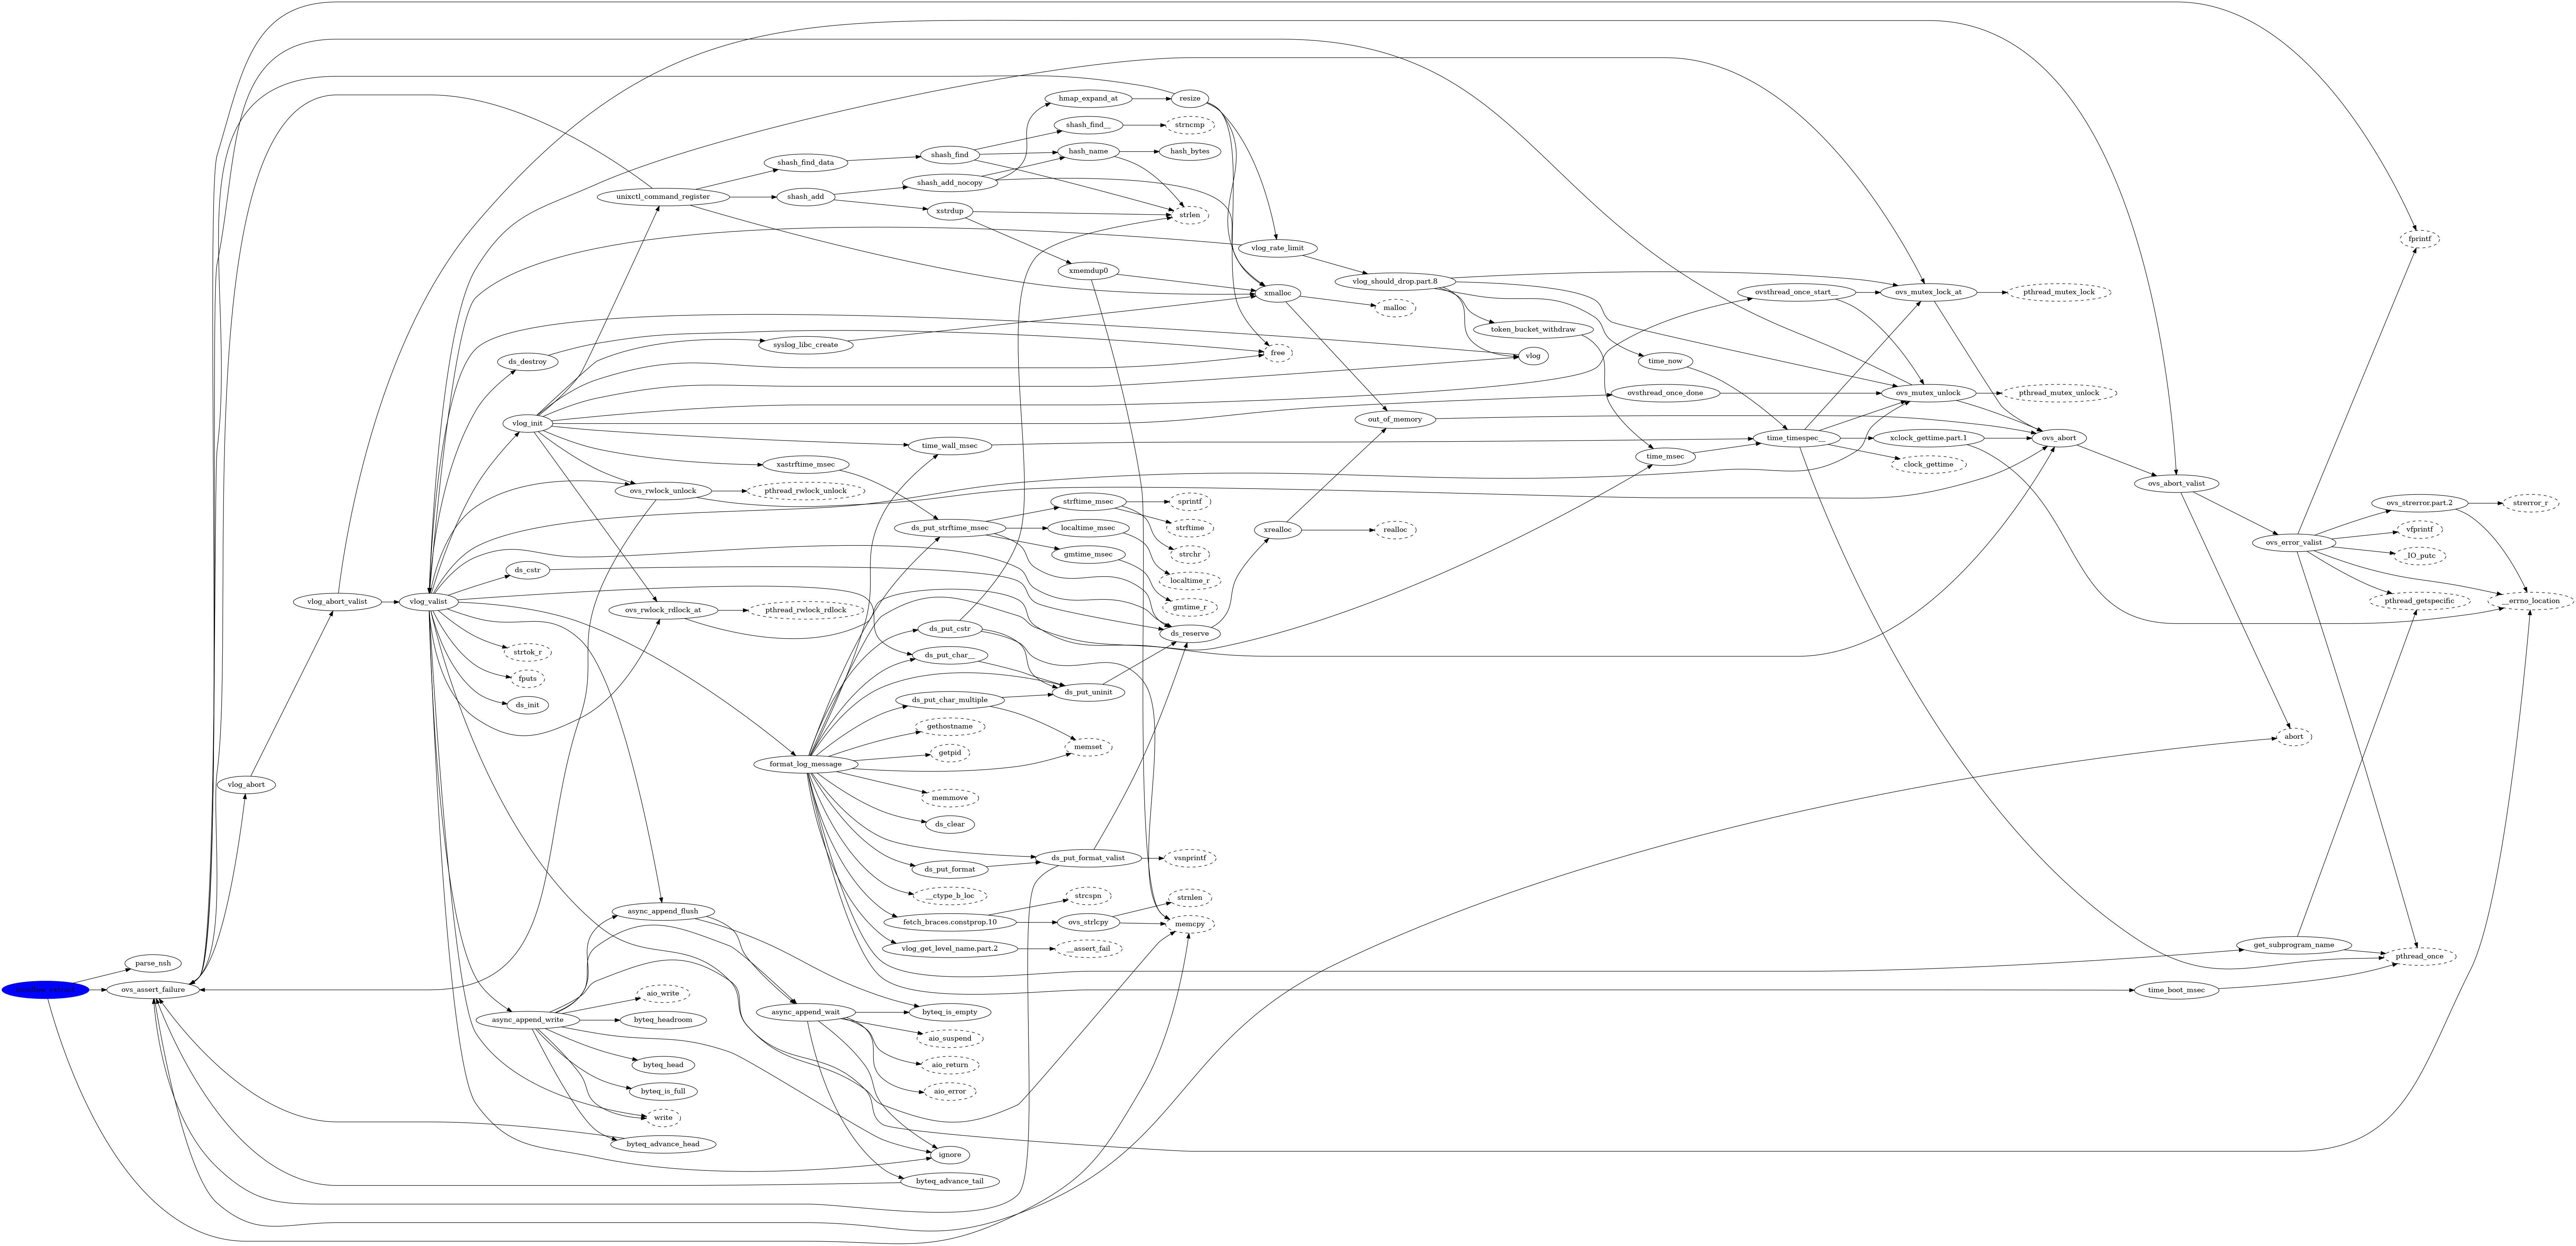 hmap_expand_at
resize
shash_find__
strncmp
shash_find_data
shash_find
hash_name
hash_bytes
unixctl_command_register
shash_add
shash_add_nocopy
xstrdup
strlen
fprintf
vlog_rate_limit
xmemdup0
vlog_should_drop.part.8
xmalloc
malloc
ovsthread_once_start__
ovs_mutex_lock_at
pthread_mutex_lock
token_bucket_withdraw
syslog_libc_create
free
vlog
ds_destroy
time_now
ovsthread_once_done
ovs_mutex_unlock
pthread_mutex_unlock
vlog_init
out_of_memory
time_wall_msec
time_timespec__
xclock_gettime.part.1
ovs_abort
xastrftime_msec
time_msec
clock_gettime
ovs_rwlock_unlock
pthread_rwlock_unlock
ovs_abort_valist
strftime_msec
sprintf
ovs_strerror.part.2
strerror_r
ds_put_strftime_msec
localtime_msec
strftime
xrealloc
realloc
vfprintf
ovs_error_valist
gmtime_msec
strchr
_IO_putc
ds_cstr
localtime_r
vlog_abort_valist
vlog_valist
ovs_rwlock_rdlock_at
pthread_rwlock_rdlock
gmtime_r
pthread_getspecific
__errno_location
ds_put_cstr
ds_reserve
strtok_r
ds_put_char__
fputs
ds_put_uninit
ds_init
ds_put_char_multiple
gethostname
memset
abort
getpid
format_log_message
vlog_abort
memmove
ds_clear
ds_put_format_valist
vsnprintf
ds_put_format
__ctype_b_loc
strcspn
strnlen
async_append_flush
fetch_braces.constprop.10
ovs_strlcpy
memcpy
vlog_get_level_name.part.2
__assert_fail
get_subprogram_name
pthread_once
parse_nsh
ovs_assert_failure
time_boot_msec
aio_write
async_append_write
byteq_headroom
async_append_wait
byteq_is_empty
aio_suspend
byteq_head
aio_return
byteq_is_full
aio_error
write
byteq_advance_head
ignore
byteq_advance_tail